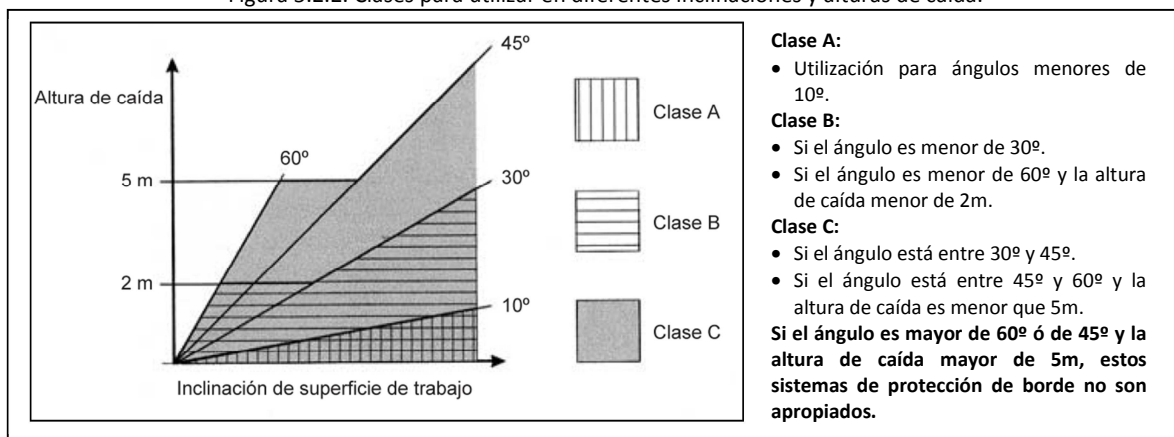 Figura 3.2.2. Clases para utilizar en diferentes inclinaciones y alturas de caída.
45º
Altura de caída
60º
5 m
30º
2 m
10º
Inclinación de superficie de trabajo
Clase A
Clase B
Clase C
Clase A:
• Utilización para ángulos menores de
10º.
Clase B:
• Si el ángulo es menor de 30º.
• Si el ángulo es menor de 60º y la altura
de caída menor de 2m.
Clase C:
• Si el ángulo está entre 30º y 45º.
• Si el ángulo está entre 45º y 60º y la
altura de caída es menor que 5m.
Si el ángulo es mayor de 60º ó de 45º y la
altura de caída mayor de 5m, estos
sistemas de protección de borde no son
apropiados.